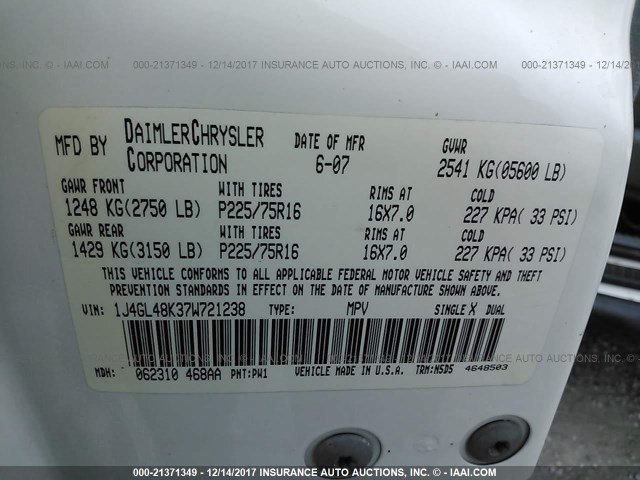 000-21371349 - 12/14/2017 INSURANCE AUTO AUCTIONS, INC. © - IAAI.COM
MFD BY DAIMLERCHRYSLER CORPORATION
DATE OF MFR
6-07
GVWR
2541 KG(05600 LB)
GAWR FRONT WITH TIRES RIMS AT COLD
1248 KG(2750 LB) P225/75R16 16X7.0 227 KPA( 33 PSI)
GAWR REAR WITH TIRES RIMS AT COLD
1429 KG(3150 LB) P225/75R16 16X7.0 227 KPA( 33 PSI)
THIS VEHICLE CONFORMS TO ALL APPLICABLE FEDERAL MOTOR VEHICLE SAFETY AND THEFT
PREVENTION STANDARDS IN EFFECT ON THE DATE OF MANUFACTURE SHOWN ABOVE.
VIN: 1J4GL48K37W721238 TYPE: MPV SINGLE X DUAL
MDH: 062310 468AA PNT:PW1 VEHICLE MADE IN U.S.A. TRM:N5D5 4648503
000-21371349 - 12/14/2017 INSURANCE AUTO AUCTIONS, INC. © - IAAI.COM